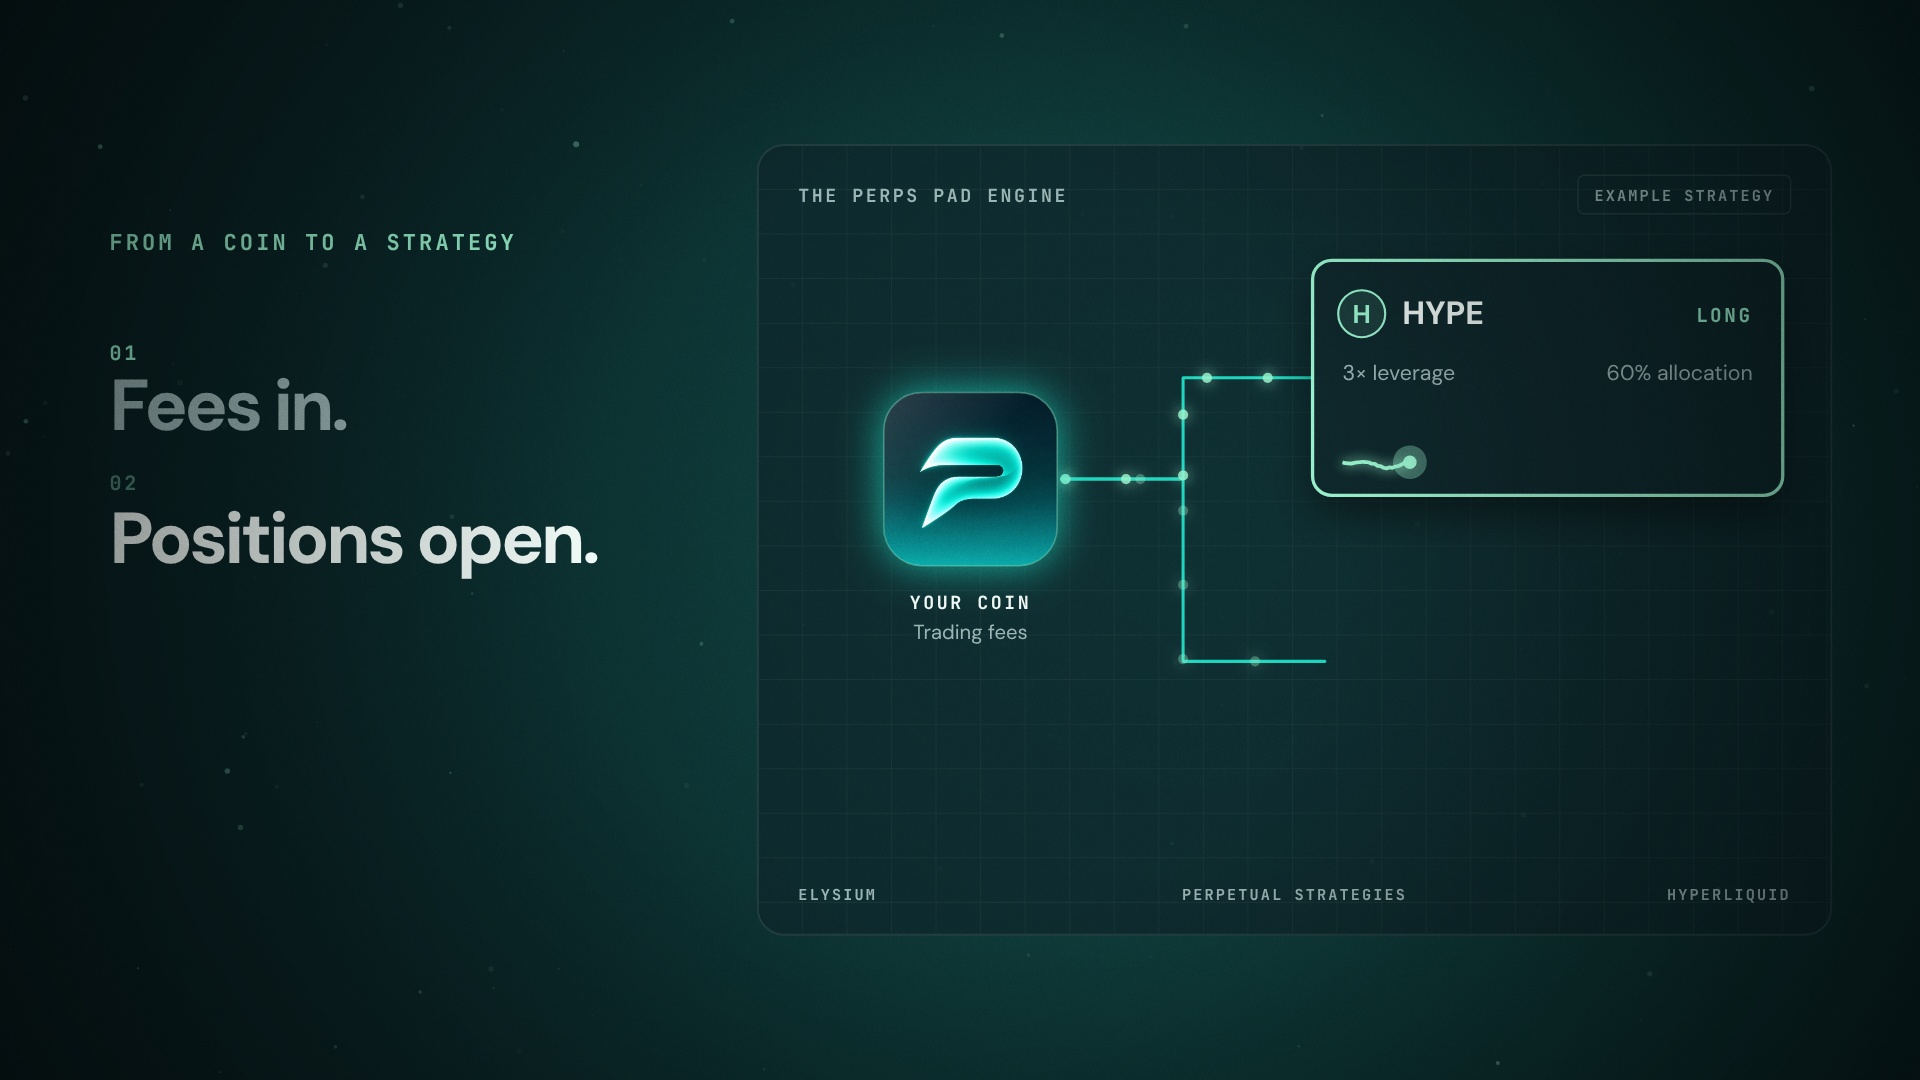 FROM A COIN TO A STRATEGY
01
Fees in.
02
Positions open.
THE PERPS PAD ENGINE
EXAMPLE STRATEGY
H HYPE
LONG
3× leverage
60% allocation
YOUR COIN
Trading fees
ELYSIUM
PERPETUAL STRATEGIES
HYPERLIQUID